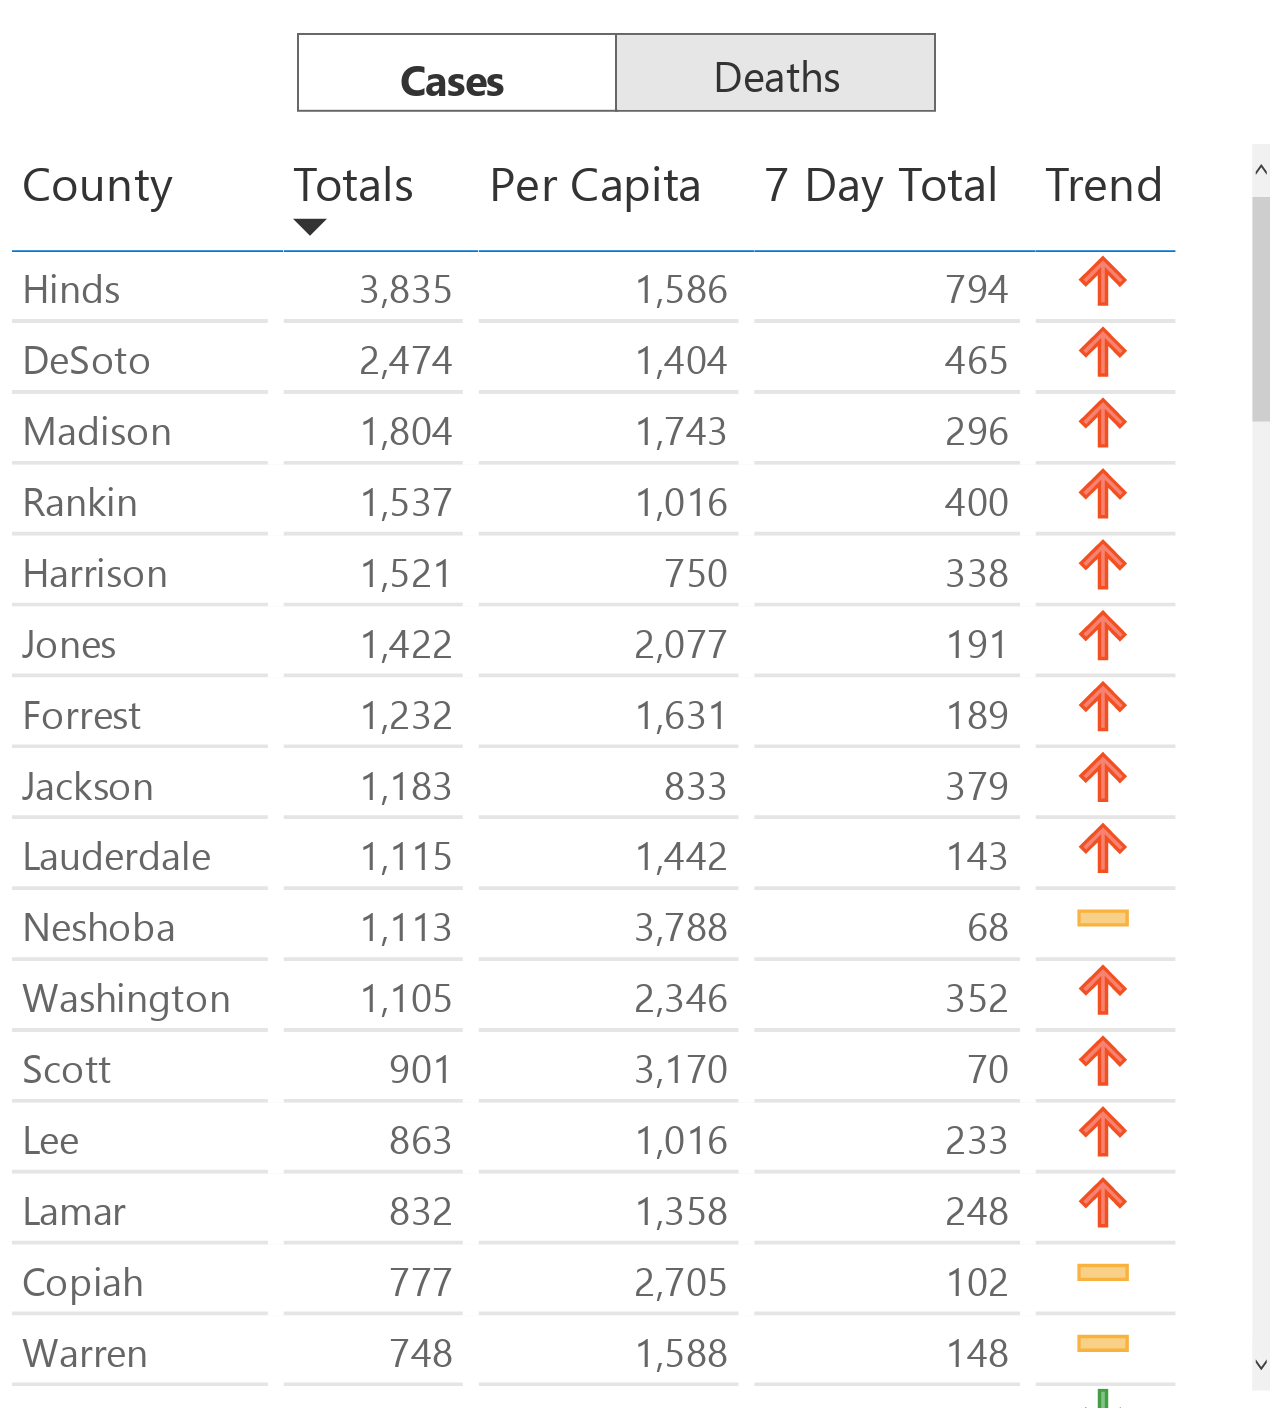 Cases Deaths
County Totals Per Capita 7 Day Total Trend
Hinds 3,835 1,586 794
DeSoto 2,474 1,404 465
Madison 1,804 1,743 296
Rankin 1,537 1,016 400
Harrison 1,521 750 338
Jones 1,422 2,077 191
Forrest 1,232 1,631 189
Jackson 1,183 833 379
Lauderdale 1,115 1,442 143
Neshoba 1,113 3,788 68
Washington 1,105 2,346 352
Scott 901 3,170 70
Lee 863 1,016 233
Lamar 832 1,358 248
Copiah 777 2,705 102
Warren 748 1,588 148